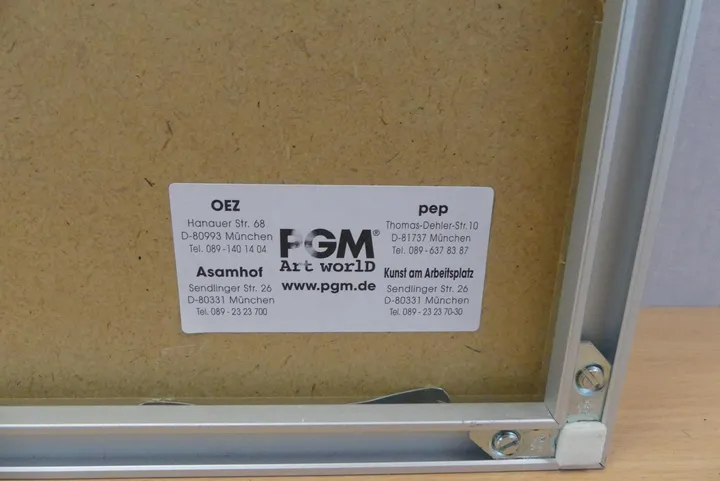 OEZ
Hanauer Str. 68
D-80993 München
Tel. 089-140 14 04
Asamhof
Sendlinger Str. 26
D-80331 München
Tel. 089 - 23 23 700
PGM®
Art worlD
www.pgm.de
pep
Thomas-Dehler-Str.10
D-81737 München
Tel. 089 - 637 83 87
Kunst am Arbeitsplatz
Sendlinger Str. 26
D-80331 München
Tel. 089 - 23 23 70-30